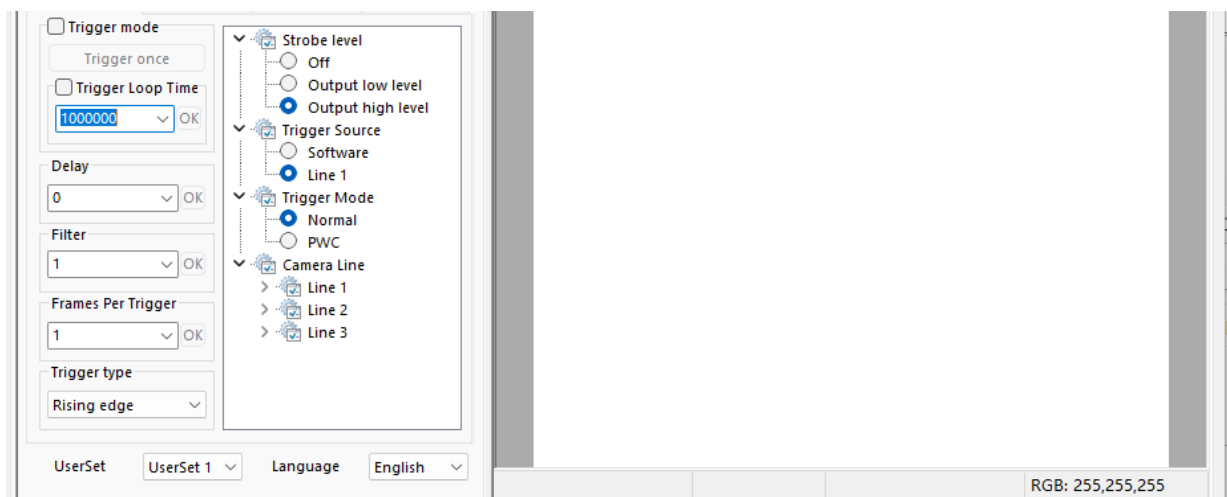 Trigger mode
Trigger once
Trigger Loop Time
1000000 OK
Delay
0 OK
Filter
1 OK
Frames Per Trigger
1 OK
Trigger type
Rising edge
Strobe level
Off
Output low level
Output high level
Trigger Source
Software
Line 1
Trigger Mode
Normal
PWC
Camera Line
Line 1
Line 2
Line 3
UserSet UserSet 1 Language English
RGB: 255,255,255